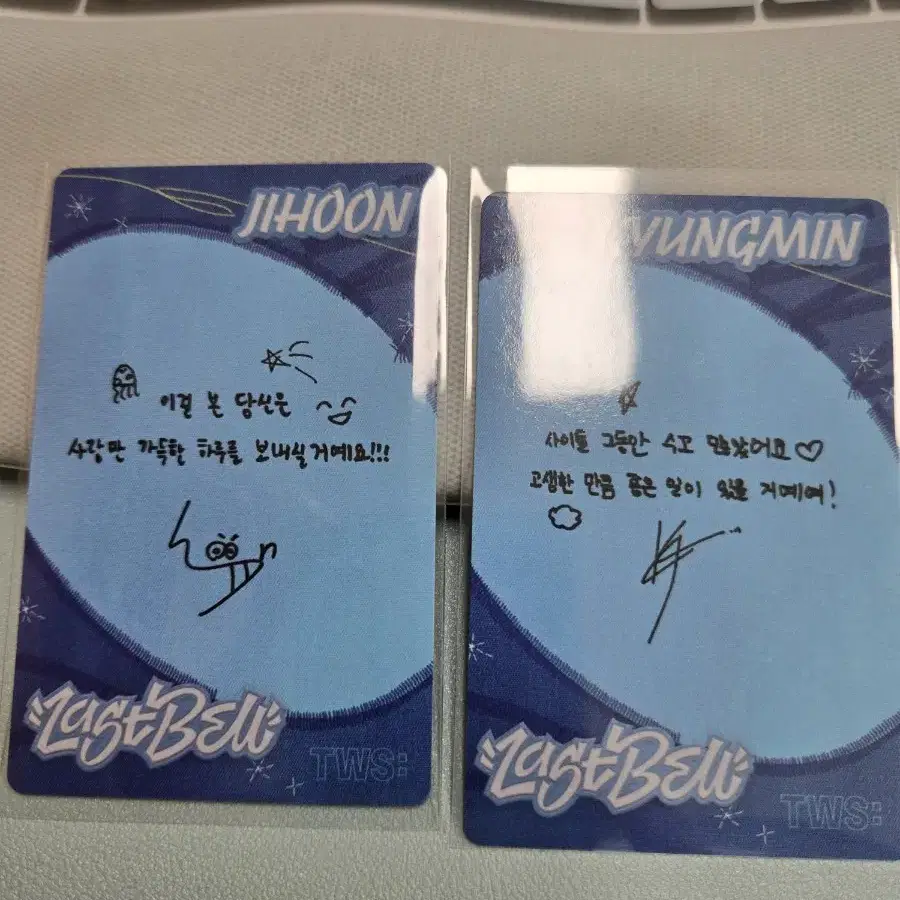 JIHOON
이걸 본 당신은
사랑만 가득한 하루를 보내실거예요!!!
Last Bell
TWS:
YUNGMIN
사이들 그동안 수고 많았어요
고생한 만큼 좋은 일이 있을 거예여!
Last Bell
TWS: